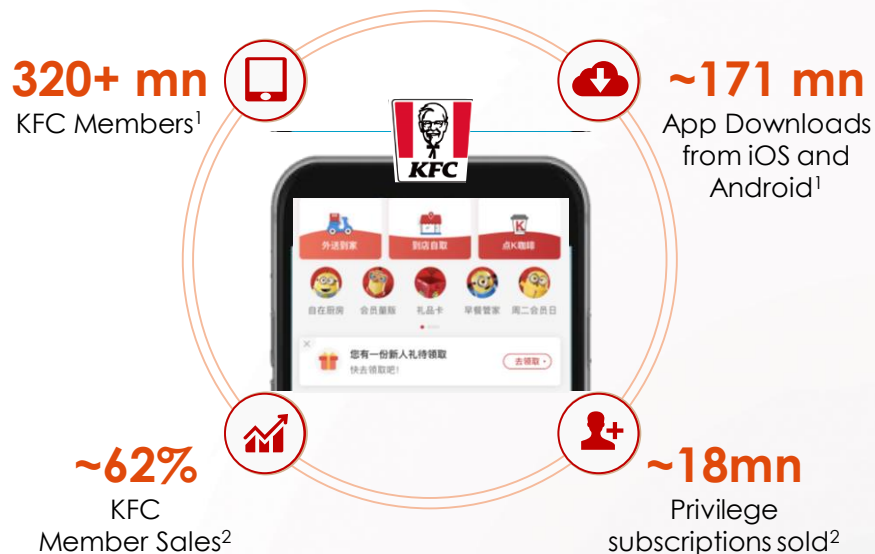 320+ mn
KFC Members¹
~171 mn
App Downloads
from iOS and
Android¹
KFC
外送到家
到店自取
K
点K咖啡
自在厨房
会员量贩
礼品卡
早餐管家
周二会员日
您有一份新人礼待领取
快去领取吧!
去领取
~62%
KFC
Member Sales²
~18mn
Privilege
subscriptions sold²